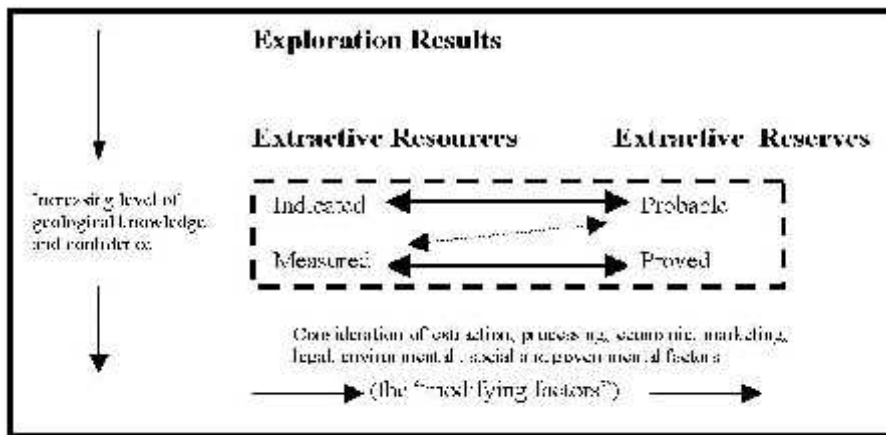 Exploration Results
Extractive Resources Extractive Reserves
Increasing level of
geological knowledge
and confidence
Indicated Probable
Measured Proved
Consideration of extraction, processing, economic, marketing,
legal, environmental, social and governmental factors
(the "modifying factors")